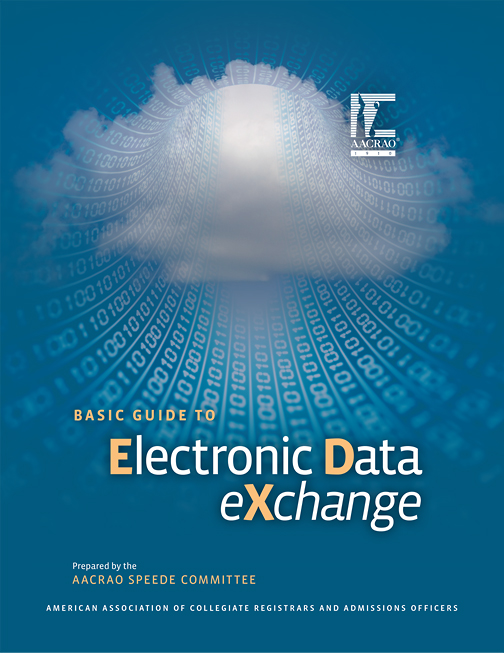 AACRAO®
1910
BASIC GUIDE TO
Electronic Data
eXchange
Prepared by the
AACRAO SPEEDE COMMITTEE
AMERICAN ASSOCIATION OF COLLEGIATE REGISTRARS AND ADMISSIONS OFFICERS